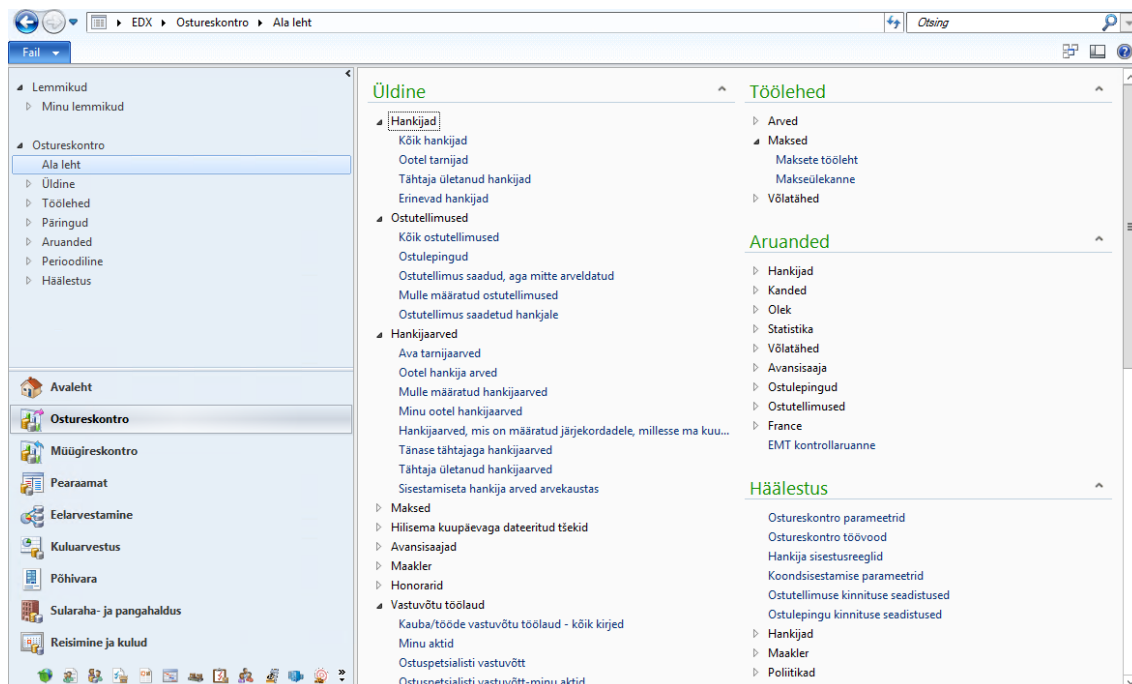 EDX Ostureskontro Ala leht
Otsing
Fail
Lemmikud
Minu lemmikud
Ostureskontro
Ala leht
Üldine
Töölehed
Päringud
Aruanded
Perioodiline
Häälestus
Avaleht
Ostureskontro
Müügireskontro
Pearaamat
Eelarvestamine
Kuluarvestus
Põhivara
Sularaha- ja pangahaldus
Reisimine ja kulud
Üldine
Hankijad
Kõik hankijad
Ootel tarnijad
Tähtaja ületanud hankijad
Erinevad hankijad
Ostutellimused
Kõik ostutellimused
Ostulepingud
Ostutellimus saadud, aga mitte arveldatud
Mulle määratud ostutellimused
Ostutellimus saadetud hankjale
Hankijaarved
Ava tarnijaarved
Ootel hankija arved
Mulle määratud hankijaarved
Minu ootel hankijaarved
Hankijaarved, mis on määratud järjekordadele, millesse ma kuu...
Tänase tähtajaga hankijaarved
Tähtaja ületanud hankijaarved
Sisestamiseta hankija arved arvekaustas
Maksed
Hilisema kuupäevaga dateeritud tšekid
Avansisaajad
Maakler
Honorarid
Vastuvõtu töölaud
Kauba/tööde vastuvõtu töölaud - kõik kirjed
Minu aktid
Ostuspetsialisti vastuvõtt
Ostuspetsialisti vastuvõtt-minu aktid
Töölehed
Arved
Maksed
Maksete tööleht
Makseülekanne
Võlatähed
Aruanded
Hankijad
Kanded
Olek
Statistika
Võlatähed
Avansisaaja
Ostulepingud
Ostutellimused
France
EMT kontrollaruanne
Häälestus
Ostureskontro parameetrid
Ostureskontro töövood
Hankija sisestusreeglid
Koondsisestamise parameetrid
Ostutellimuse kinnituse seadistused
Ostulepingu kinnituse seadistused
Hankijad
Maakler
Poliitikad